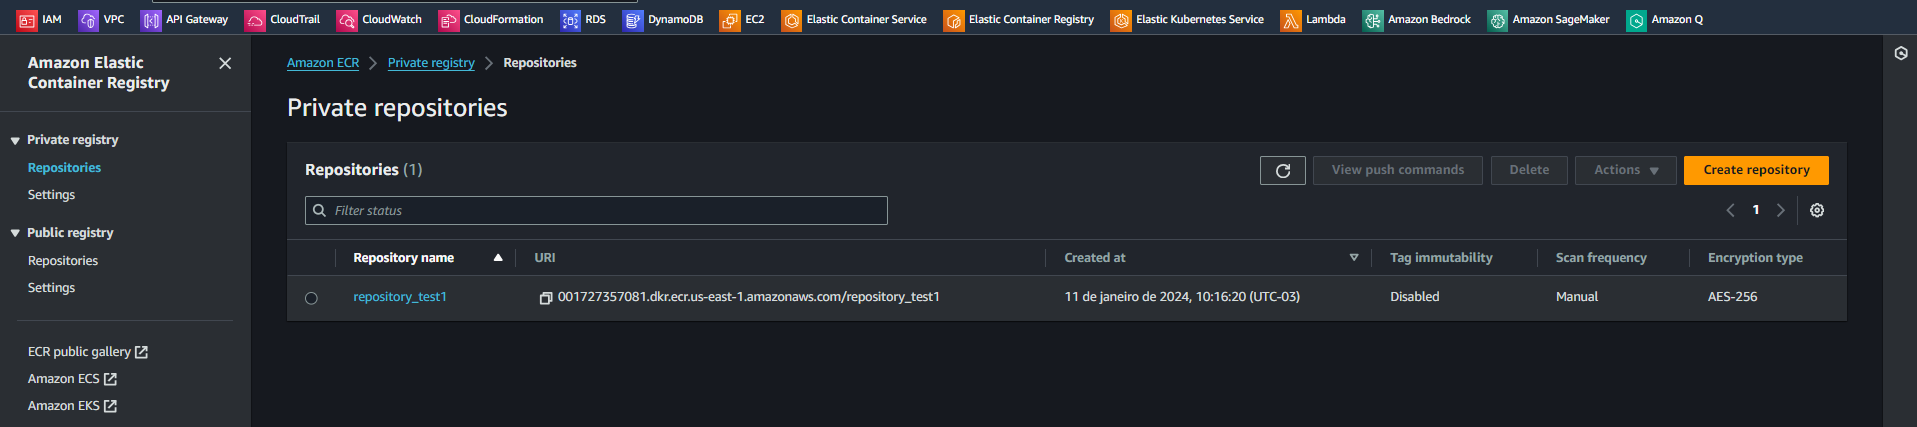 IAM VPC API Gateway CloudTrail CloudWatch CloudFormation RDS DynamoDB EC2 Elastic Container Service Elastic Container Registry Elastic Kubernetes Service Lambda Amazon Bedrock Amazon SageMaker Amazon Q
Amazon Elastic
Container Registry
Private registry
Repositories
Settings
Public registry
Repositories
Settings
ECR public gallery
Amazon ECS
Amazon EKS
Amazon ECR Private registry Repositories
Private repositories
Repositories (1)
View push commands Delete Actions Create repository
Filter status
1
Repository name URI Created at Tag immutability Scan frequency Encryption type
repository_test1 001727357081.dkr.ecr.us-east-1.amazonaws.com/repository_test1 11 de janeiro de 2024, 10:16:20 (UTC-03) Disabled Manual AES-256